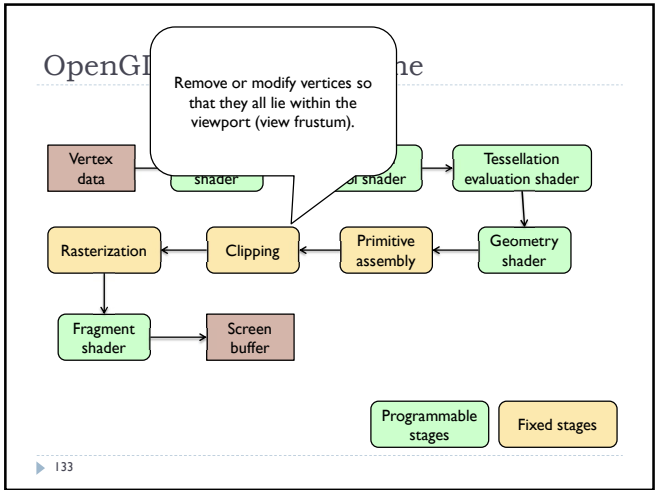 OpenGL
ne
Remove or modify vertices so
that they all lie within the
viewport (view frustum).
Vertex
data
shader
shader
Tessellation
evaluation shader
Rasterization
Clipping
Primitive
assembly
Geometry
shader
Fragment
shader
Screen
buffer
Programmable
stages
Fixed stages
133